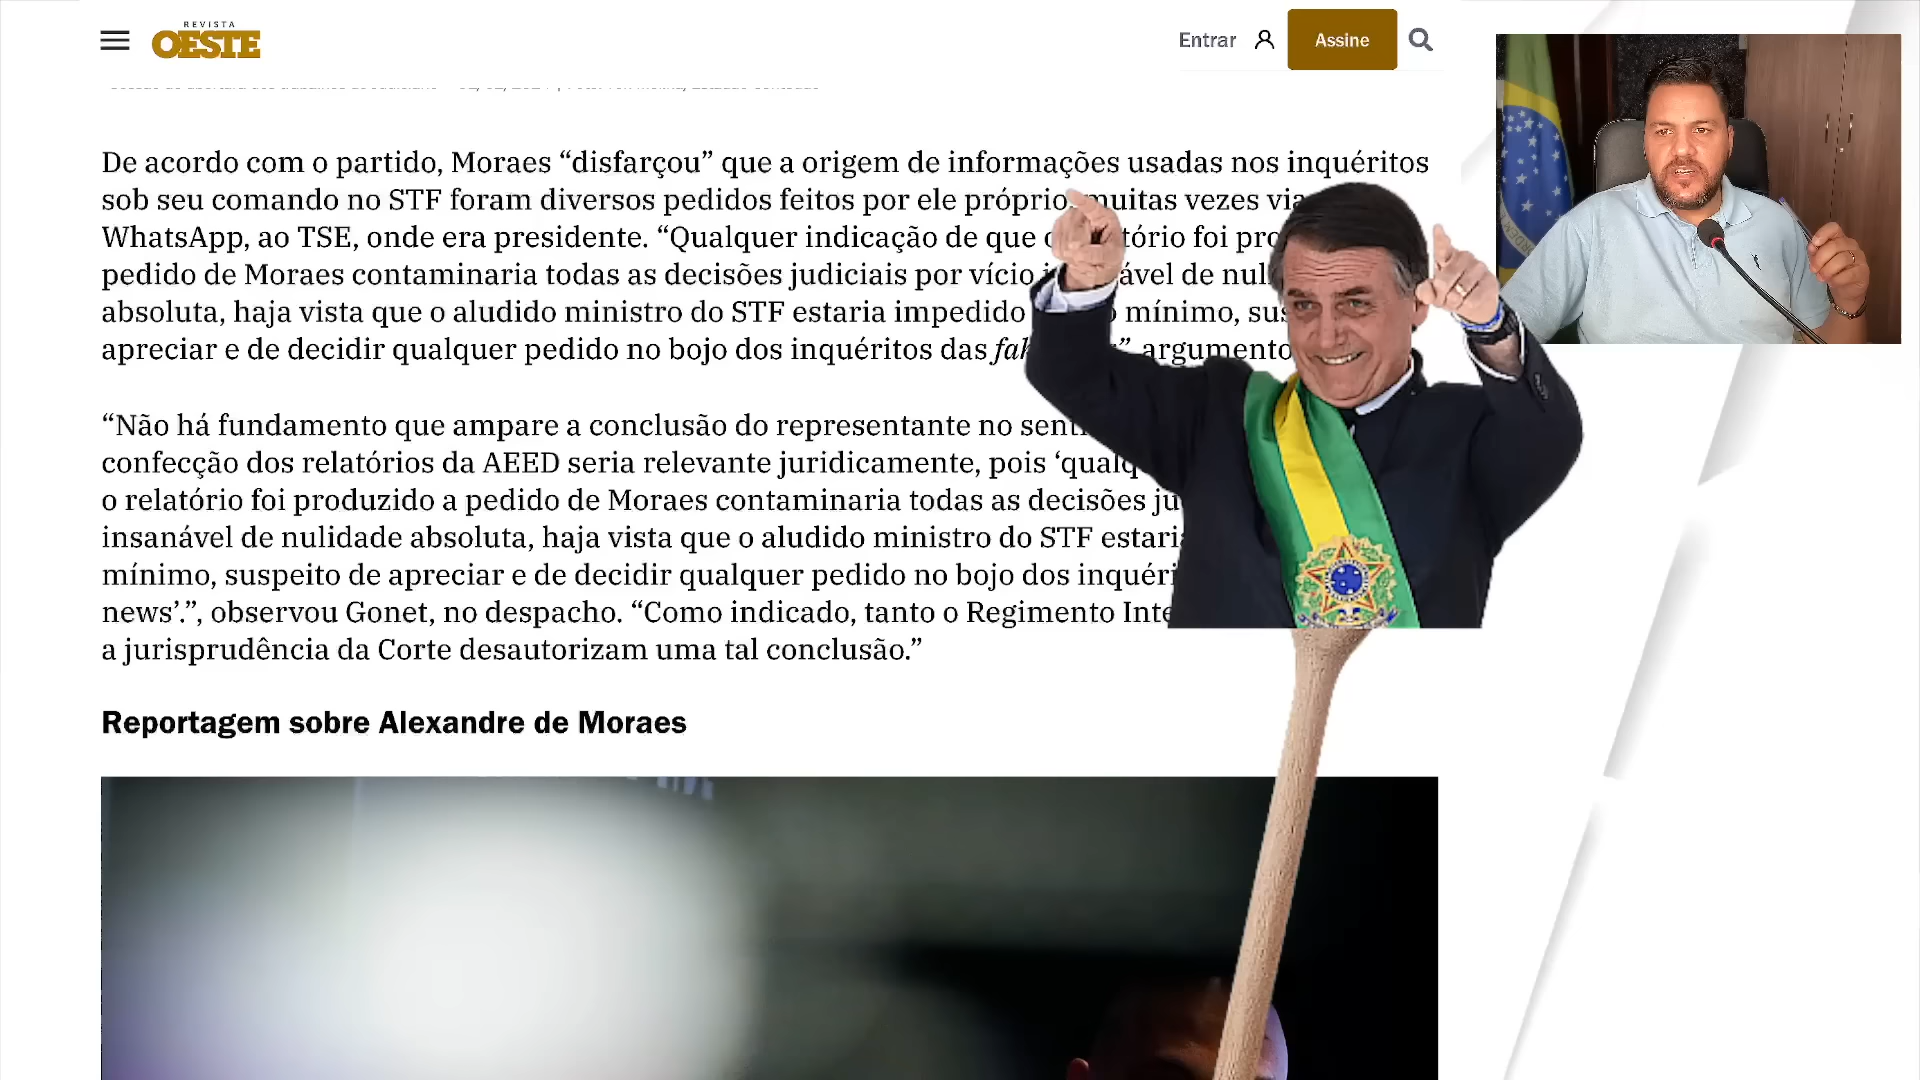 REVISTA
OESTE
Entrar
Assine
De acordo com o partido, Moraes “disfarçou” que a origem de informações usadas nos inquéritos
sob seu comando no STF foram diversos pedidos feitos por ele próprio, muitas vezes via
WhatsApp, ao TSE, onde era presidente. “Qualquer indicação de que o tório foi pro
pedido de Moraes contaminaria todas as decisões judiciais por vício i ável de nul
absoluta, haja vista que o aludido ministro do STF estaria impedido o mínimo, sus
apreciar e de decidir qualquer pedido no bojo dos inquéritos das fak ”, argumento
“Não há fundamento que ampare a conclusão do representante no sent
confecção dos relatórios da AEED seria relevante juridicamente, pois ‘qualq
o relatório foi produzido a pedido de Moraes contaminaria todas as decisões ju
insanável de nulidade absoluta, haja vista que o aludido ministro do STF estaria
mínimo, suspeito de apreciar e de decidir qualquer pedido no bojo dos inquéri
news’.”, observou Gonet, no despacho. “Como indicado, tanto o Regimento Inte
a jurisprudência da Corte desautorizam uma tal conclusão.”
Reportagem sobre Alexandre de Moraes